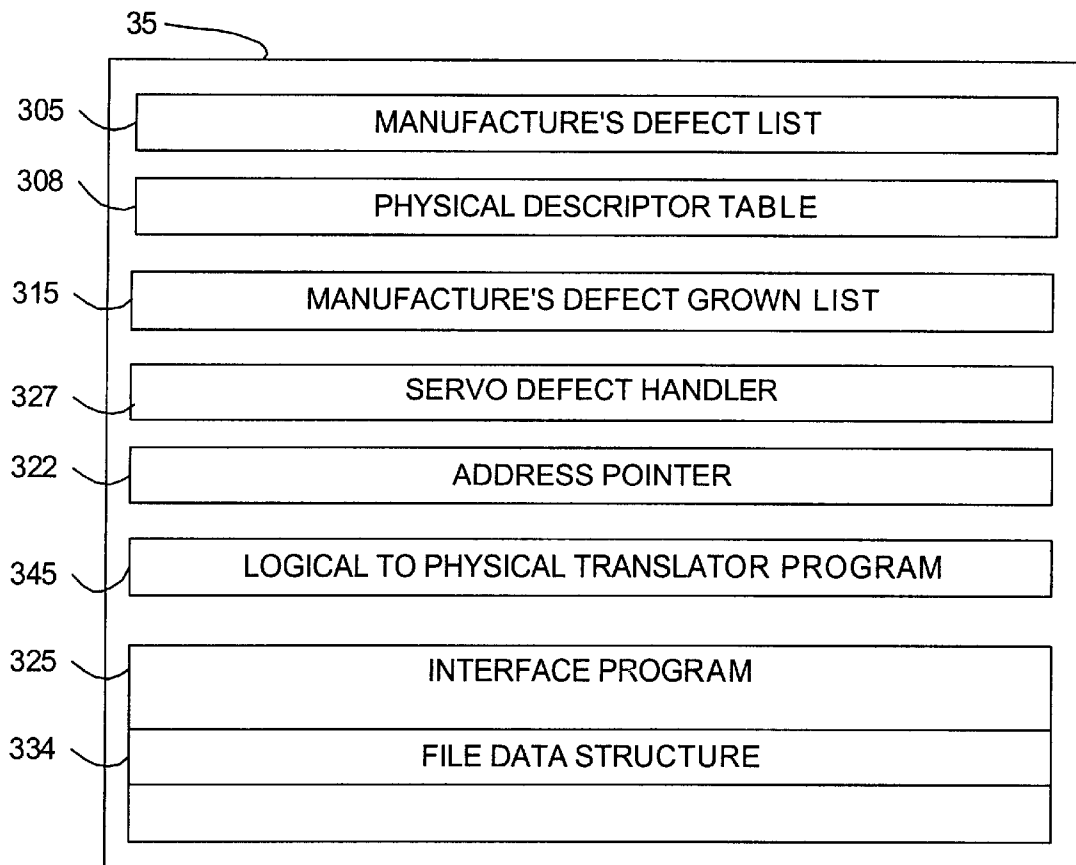 35
305 MANUFACTURE'S DEFECT LIST
308 PHYSICAL DESCRIPTOR TABLE
315 MANUFACTURE'S DEFECT GROWN LIST
327 SERVO DEFECT HANDLER
322 ADDRESS POINTER
345 LOGICAL TO PHYSICAL TRANSLATOR PROGRAM
325 INTERFACE PROGRAM
334 FILE DATA STRUCTURE